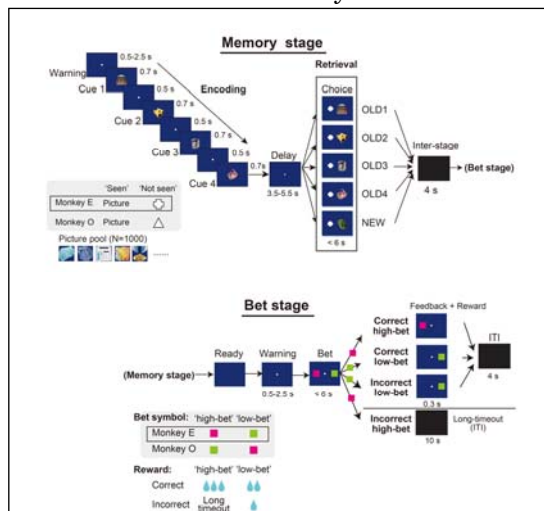 Memory stage
0.5-2.5 s
Warning
0.7 s
Cue 1
0.5 s
Encoding
0.7 s
Cue 2
0.5 s
0.7 s
Cue 3
0.5 s
Cue 4
0.7s
Delay
3.5-5.5 s
Retrieval
Choice
OLD1
OLD2
OLD3
OLD4
NEW
< 6 s
Inter-stage
4 s
(Bet stage)
'Seen' 'Not seen'
Monkey E Picture
Monkey O Picture
Picture pool (N=1000)
......
Bet stage
Feedback + Reward
(Memory stage)
Ready
Warning
0.5-2.5 s
Bet
< 6 s
Correct
high-bet
Correct
low-bet
Incorrect
low-bet
0.3 s
ITI
4 s
Incorrect
high-bet
10 s
Long-timeout
(ITI)
Bet symbol: 'high-bet' 'low-bet'
Monkey E
Monkey O
Reward: 'high-bet' 'low-bet'
Correct
Incorrect Long
timeout